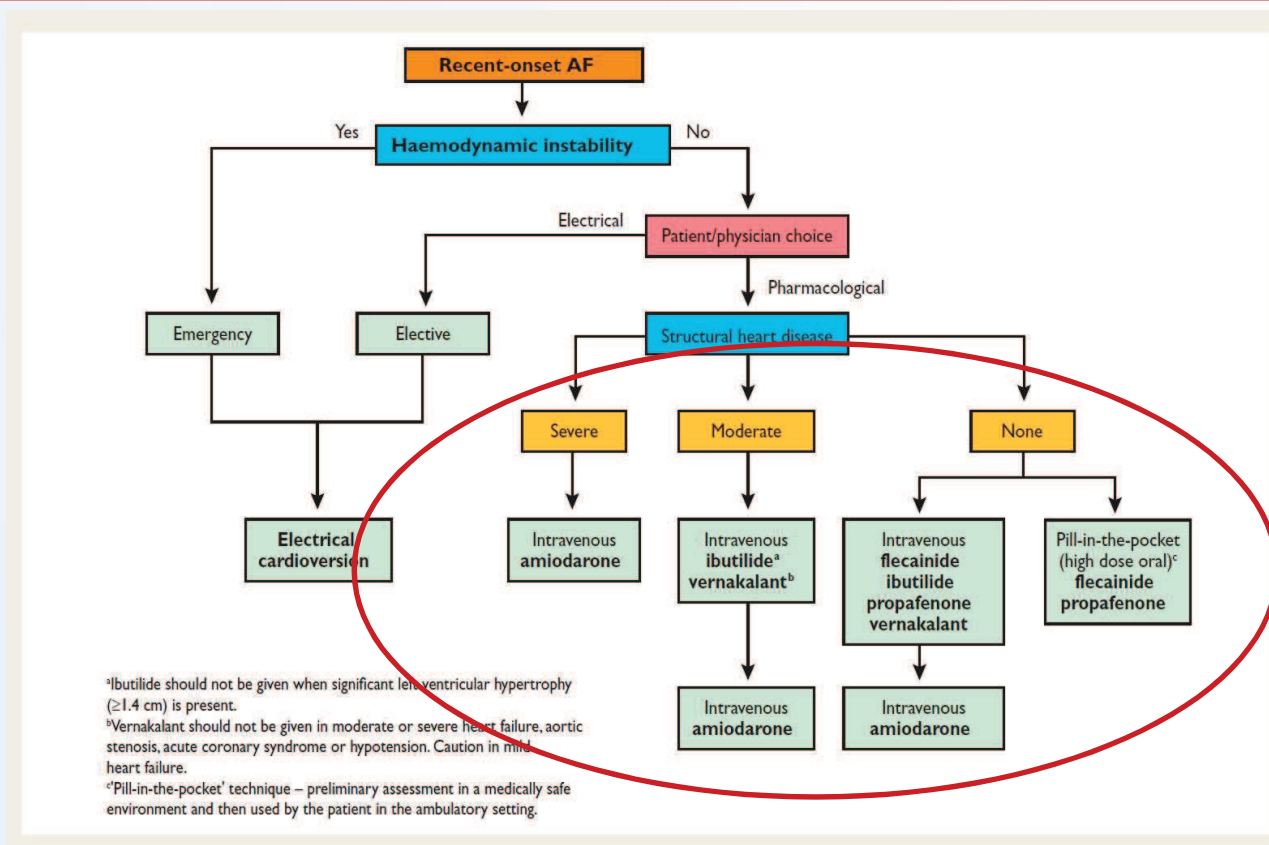 Recent-onset AF
Yes
Haemodynamic instability
No
Electrical
Patient/physician choice
Pharmacological
Emergency
Elective
Structural heart disease
Severe
Moderate
None
Electrical
cardioversion
Intravenous
amiodarone
Intravenous
ibutilideᵃ
vernakalantᵇ
Intravenous
flecainide
ibutilide
propafenone
vernakalant
Pill-in-the-pocket
(high dose oral)ᶜ
flecainide
propafenone
Intravenous
amiodarone
Intravenous
amiodarone
ᵃIbutilide should not be given when significant left ventricular hypertrophy
(≥1.4 cm) is present.
ᵇVernakalant should not be given in moderate or severe heart failure, aortic
stenosis, acute coronary syndrome or hypotension. Caution in mild
heart failure.
ᶜ'Pill-in-the-pocket' technique – preliminary assessment in a medically safe
environment and then used by the patient in the ambulatory setting.